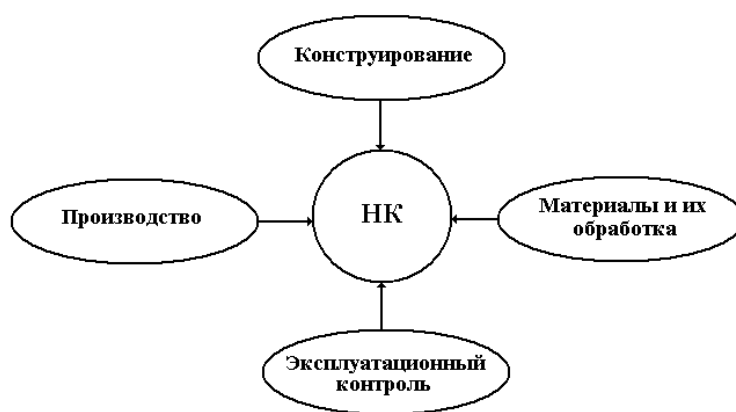 Конструирование
Производство
НК
Материалы и их
обработка
Эксплуатационный
контроль